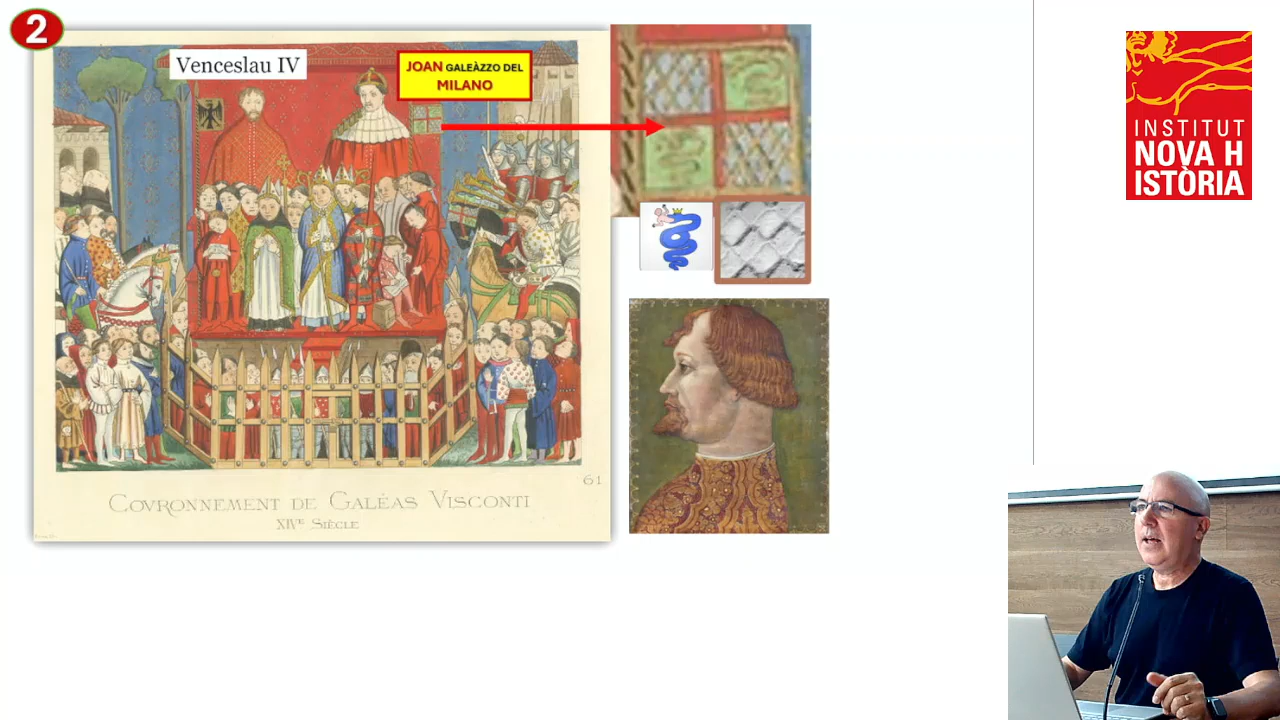 2
Venceslau IV
JOAN GALEÀZZO DEL
MILANO
61
COVRONNEMENT DE GALÉAS VISCONTI
XIVE SIÈCLE
INSTITUT
NOVA H
ISTÒRIA